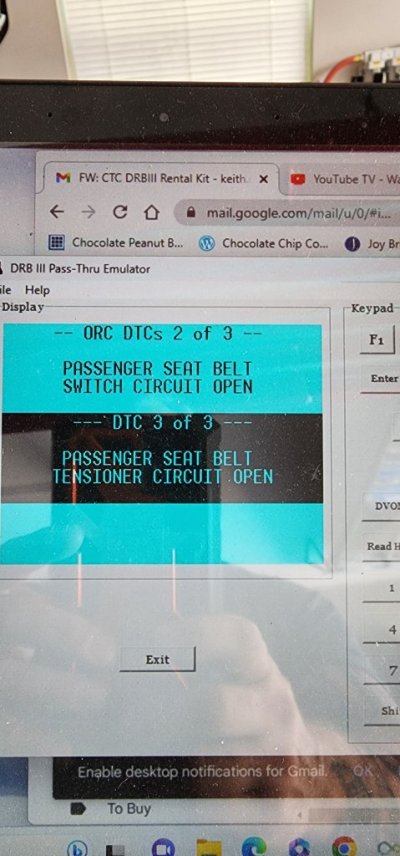 FW: CTC DRBIII Rental Kit - keith.
YouTube TV - Wa
mail.google.com/mail/u/0/#i...
Chocolate Peanut B...
Chocolate Chip Co...
Joy Br
DRB III Pass-Thru Emulator
ile Help
Display
Keypad
-- ORC DTCs 2 of 3 --
F1
PASSENGER SEAT BELT
SWITCH CIRCUIT OPEN
Enter
--- DTC 3 of 3 ---
PASSENGER SEAT BELT
TENSIONER CIRCUIT OPEN
DVO
Read H
1
4
Exit
7
Shi
Enable desktop notifications for Gmail.
OK
To Buy